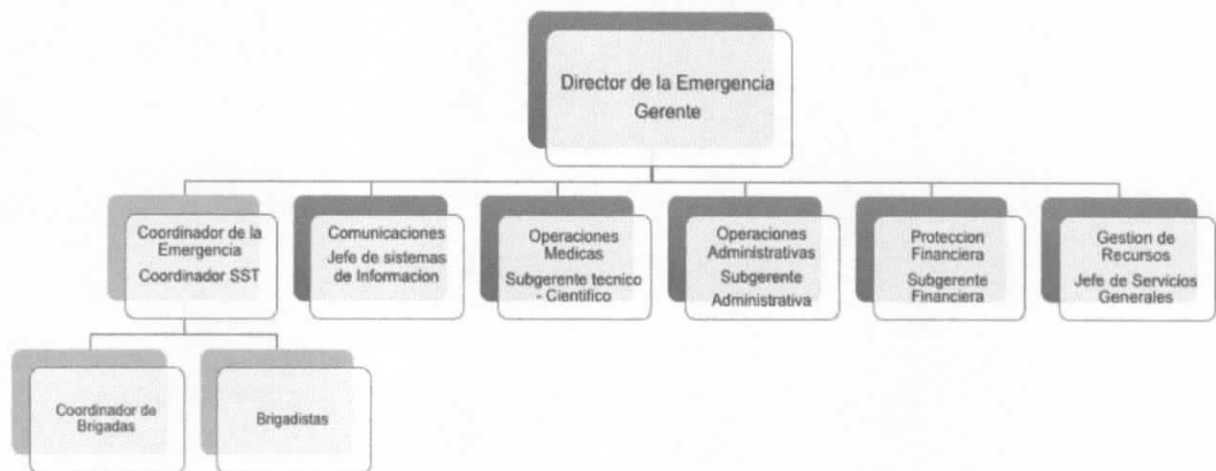 Director de la Emergencia
Gerente
Coordinador de la
Emergencia
Coordinador SST
Comunicaciones
Jefe de sistemas
de Informacion
Operaciones
Medicas
Subgerente tecnico
- Científico
Operaciones
Administrativas
Subgerente
Administrativa
Proteccion
Financiera
Subgerente
Financiera
Gestion de
Recursos
Jefe de Servicios
Generales
Coordinador de
Brigadas
Brigadistas